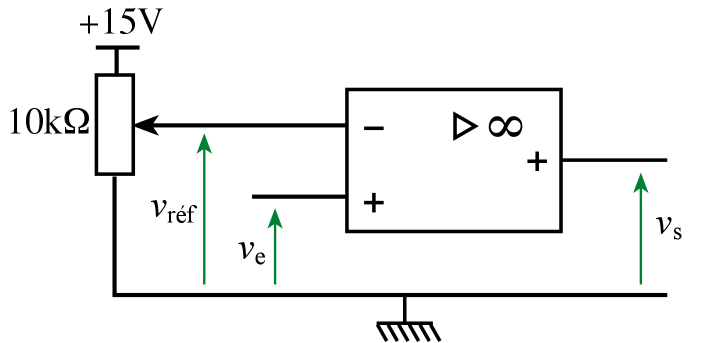 +15V
10kΩ
− ▷ ∞
+
+
v_réf
v_e
v_s